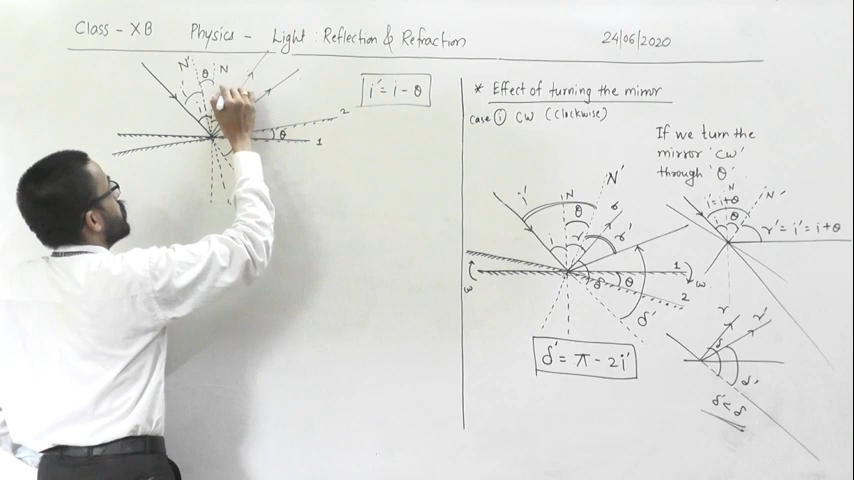 Class - XB Physics - Light : Reflection & Refraction 24/06/2020
N' θ N
i' = i - θ
2
θ
1
* Effect of turning the mirror
case ① CW (clockwise)
If we turn the
mirror 'CW'
through 'θ'
N N'
i'=i+θ
θ
r' = i' = i+θ
i' N N'
θ
r r'
1
ω δ θ ω
2
δ'
δ' = π - 2i'
r r'
δ
δ'
δ' < δ